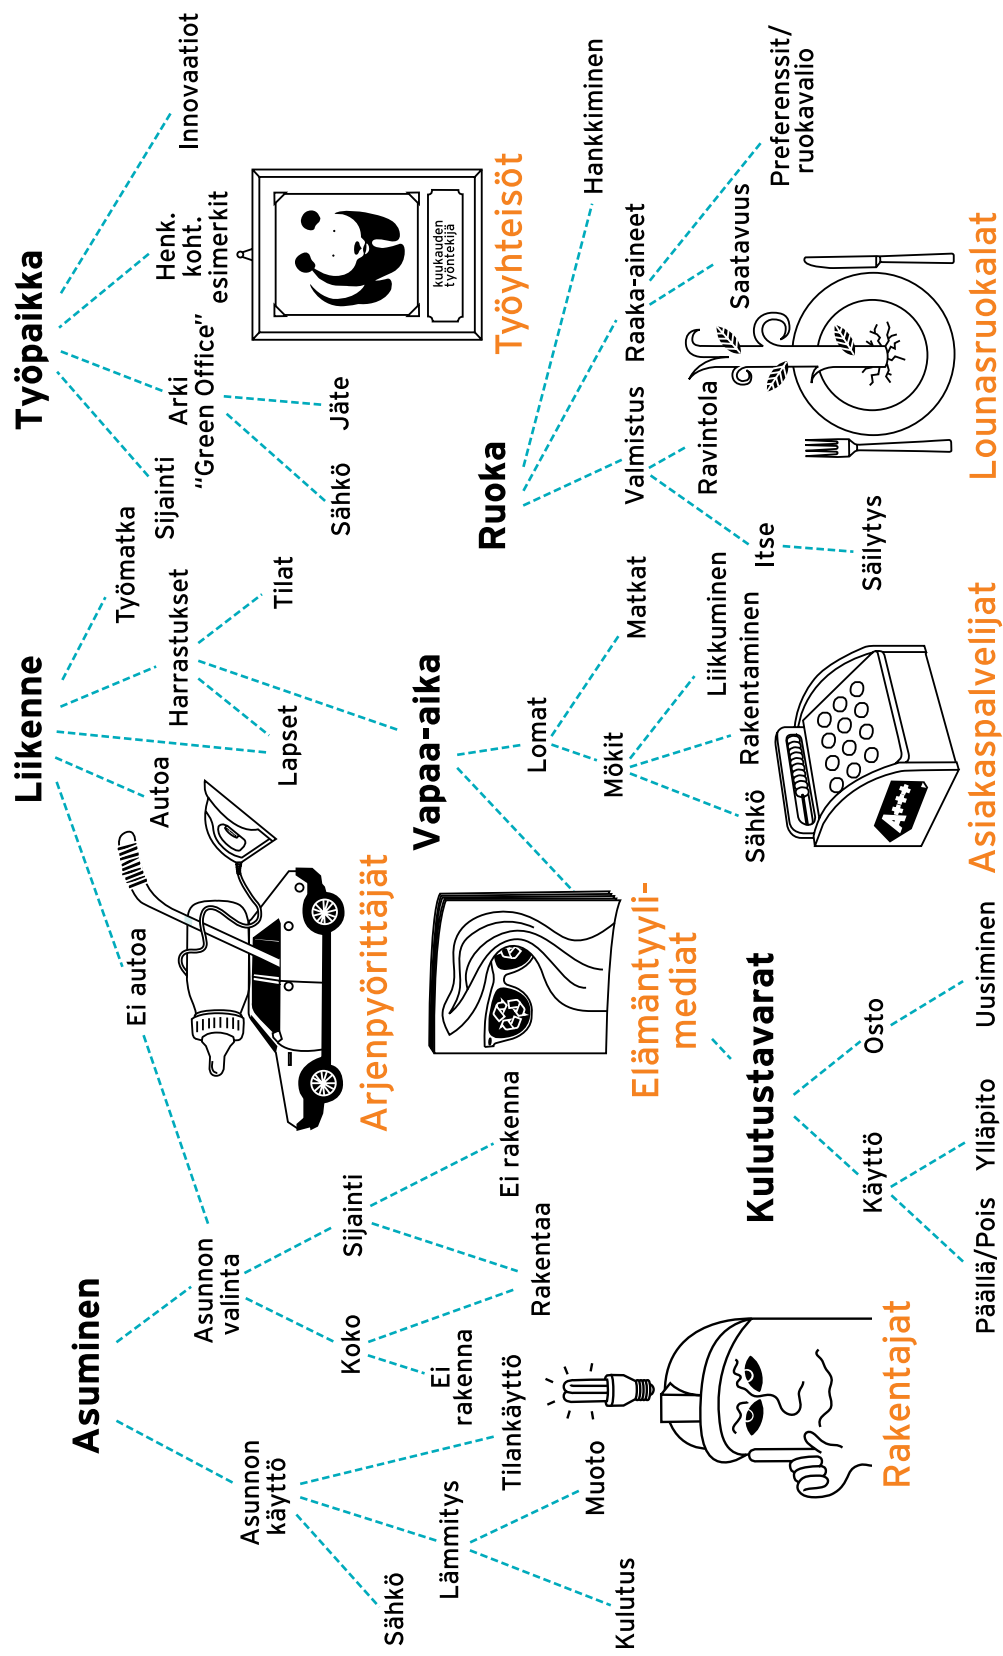 Asuminen
Asunnon
käyttö
Sähkö
Lämmitys
Kulutus
Muoto
Tilankäyttö
Asunnon
valinta
Koko
Ei
rakenna
Rakentaa
Sijainti
Ei rakenna
Rakentajat
Liikenne
Ei autoa
Autoa
Lapset
Harrastukset
Tilat
Työmatka
Arjenpyörittäjät
Työpaikka
Sijainti
Arki
“Green Office”
Sähkö
Jäte
Henk.
koht.
esimerkit
Innovaatiot
kuukauden
työntekijä
Työyhteisöt
Vapaa-aika
Lomat
Mökit
Sähkö
Rakentaminen
Liikkuminen
Matkat
Elämäntyyli-
mediat
A+++
Asiakaspalvelijat
Ruoka
Valmistus
Itse
Säilytys
Ravintola
Raaka-aineet
Saatavuus
Preferenssit/
ruokavalio
Hankkiminen
Lounasruokalat
Kulutustavarat
Käyttö
Päällä/Pois
Ylläpito
Osto
Uusiminen